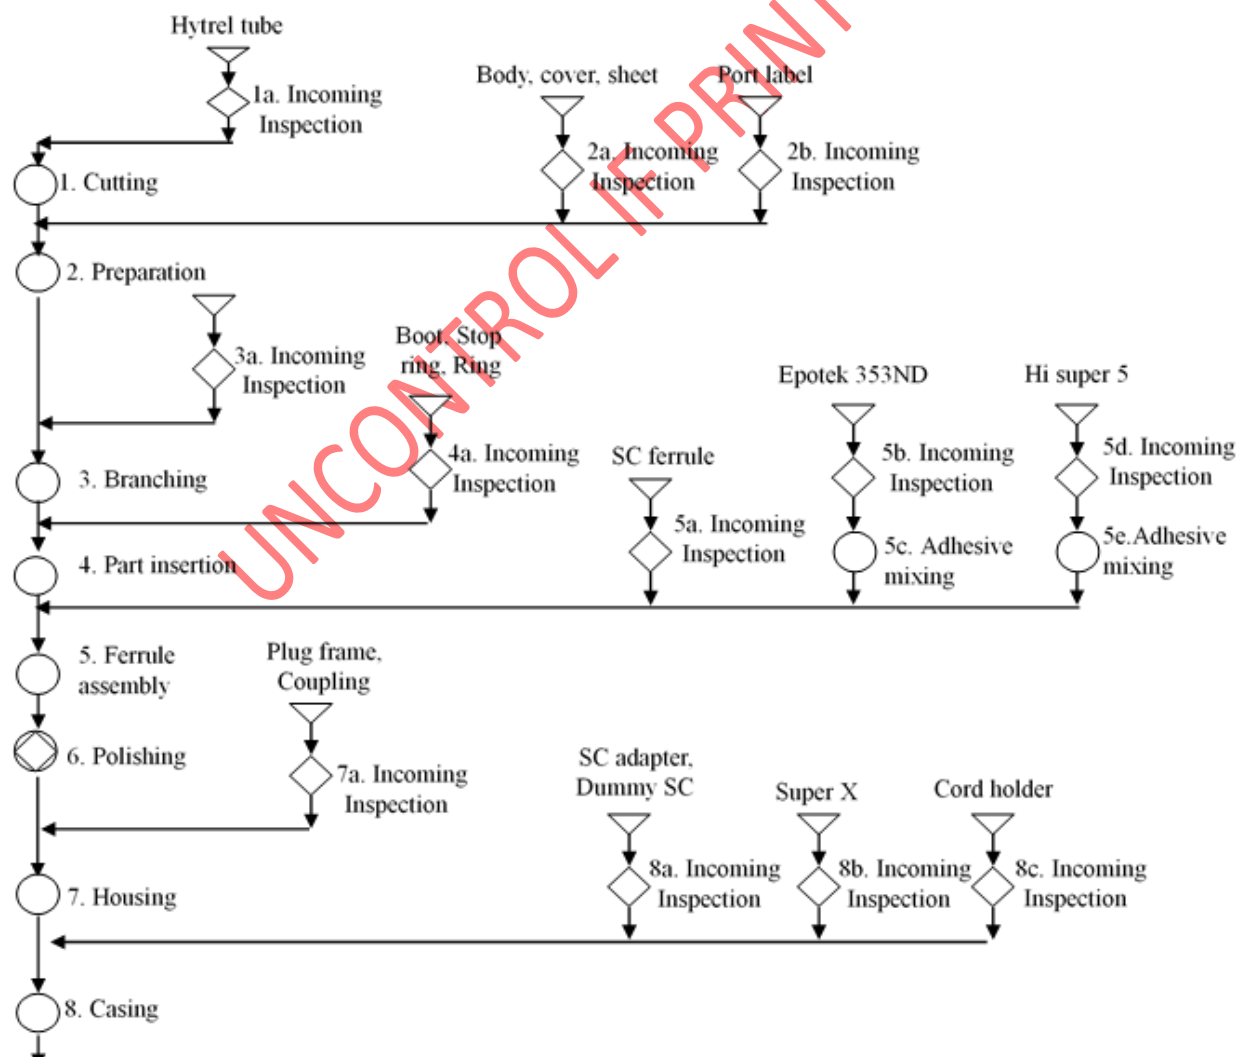 Hytrel tube
1a. Incoming
Inspection
Body, cover, sheet
Port label
2a. Incoming
Inspection
2b. Incoming
Inspection
1. Cutting
2. Preparation
3a. Incoming
Inspection
Boot, Stop
ring, Ring
4a. Incoming
Inspection
3. Branching
SC ferrule
5a. Incoming
Inspection
Epotek 353ND
5b. Incoming
Inspection
5c. Adhesive
mixing
Hi super 5
5d. Incoming
Inspection
5e.Adhesive
mixing
4. Part insertion
5. Ferrule
assembly
Plug frame,
Coupling
6. Polishing
7a. Incoming
Inspection
SC adapter,
Dummy SC
Super X
Cord holder
8a. Incoming
Inspection
8b. Incoming
Inspection
8c. Incoming
Inspection
7. Housing
8. Casing
UNCONTROL IF PRINT